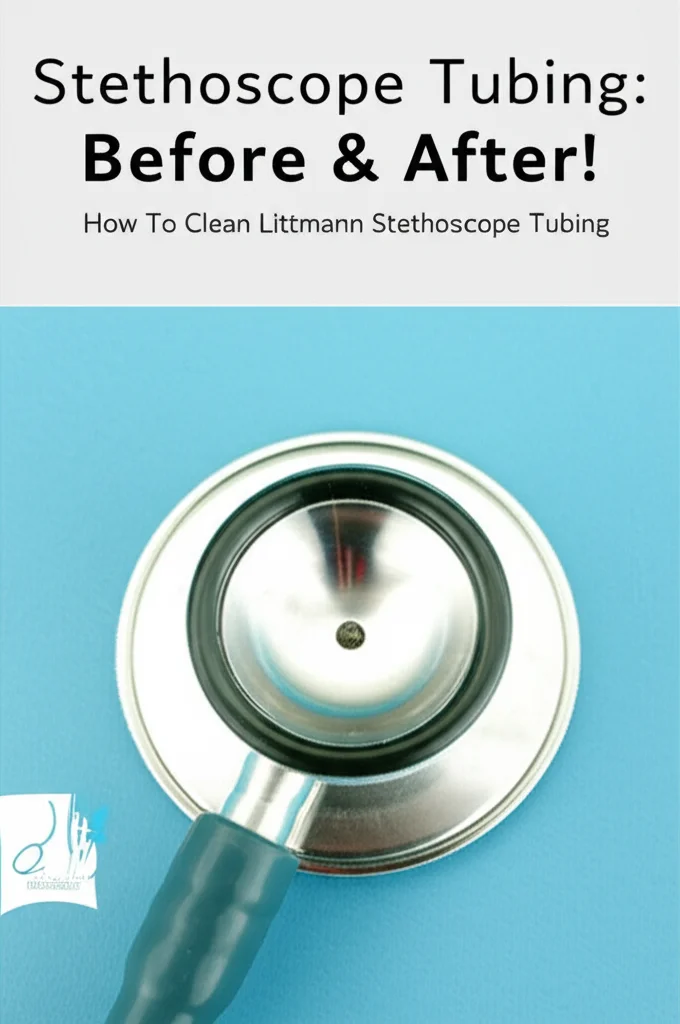 Stethoscope Tubing:
Before & After!
How To Clean Littmann Stethoscope Tubing